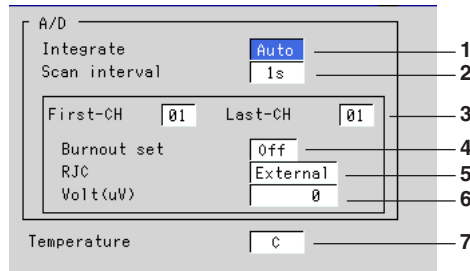 A/D
Integrate Auto 1
Scan interval 1s 2
First-CH 01 Last-CH 01 3
Burnout set Off 4
RJC External 5
Volt(uV) 0 6
Temperature C 7